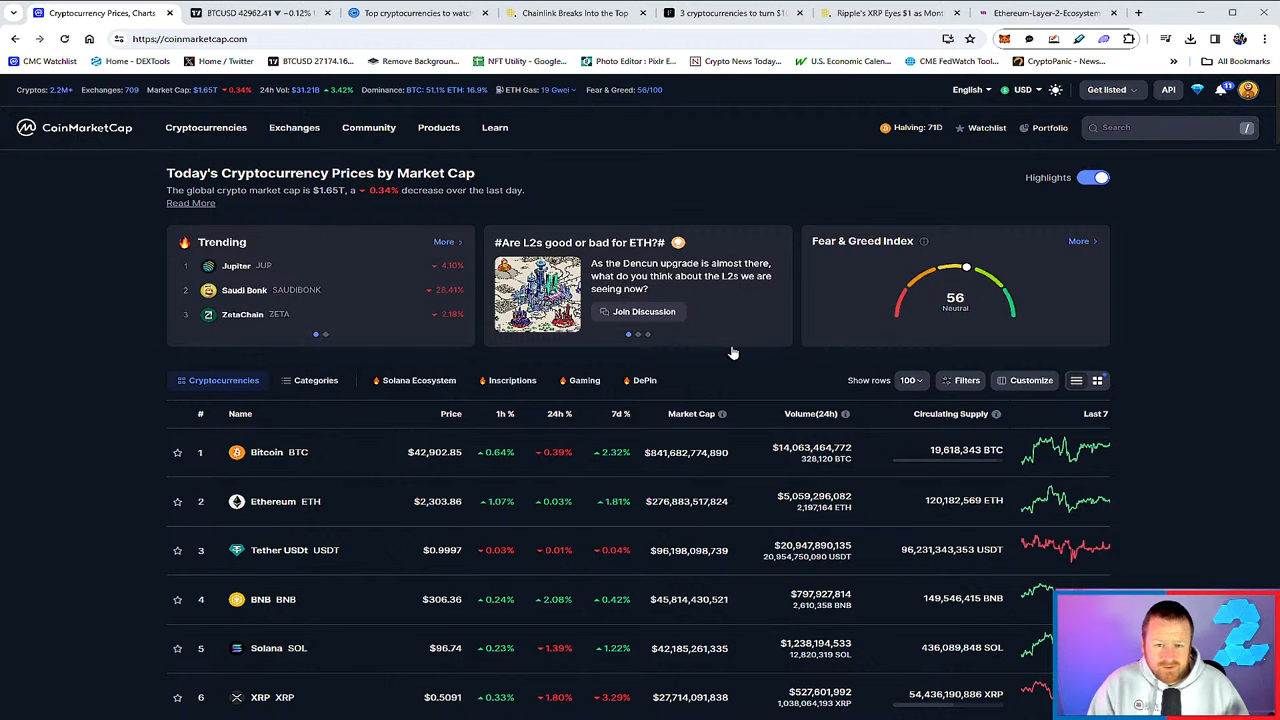 Cryptocurrency Prices, Charts
BTCUSD 42962.41 ▼ −0.12%
Top cryptocurrencies to watch
Chainlink Breaks Into the Top
3 cryptocurrencies to turn $1
Ripple's XRP Eyes $1 as Mont
Ethereum-Layer-2-Ecosystem
https://coinmarketcap.com
CMC Watchlist
Home - DEXTools
Home / Twitter
BTCUSD 27174.16...
Remove Backgroun...
NFT Utility - Google...
Photo Editor : Pixlr E...
Crypto News Today...
U.S. Economic Calen...
CME FedWatch Tool...
CryptoPanic - News...
All Bookmarks
Cryptos: 2.2M+ Exchanges: 709 Market Cap: $1.65T 0.34% 24h Vol: $31.21B 3.42% Dominance: BTC: 51.1% ETH: 16.9% ETH Gas: 19 Gwei Fear & Greed: 56/100
English USD Get listed API 11
CoinMarketCap Cryptocurrencies Exchanges Community Products Learn
Halving: 71D Watchlist Portfolio Search /
Today's Cryptocurrency Prices by Market Cap
The global crypto market cap is $1.65T, a 0.34% decrease over the last day.
Read More
Highlights
Trending More
1 Jupiter JUP 4.10%
2 Saudi Bonk SAUDIBONK 28.41%
3 ZetaChain ZETA 2.18%
#Are L2s good or bad for ETH?#
As the Dencun upgrade is almost there,
what do you think about the L2s we are
seeing now?
Join Discussion
Fear & Greed Index More
56
Neutral
Cryptocurrencies Categories Solana Ecosystem Inscriptions Gaming DePin
Show rows 100 Filters Customize
# Name Price 1h % 24h % 7d % Market Cap Volume(24h) Circulating Supply Last 7
1 Bitcoin BTC $42,902.85 0.64% 0.39% 2.32% $841,682,774,890 $14,063,464,772 19,618,343 BTC
328,120 BTC
2 Ethereum ETH $2,303.86 1.07% 0.03% 1.81% $276,883,517,824 $5,059,296,082 120,182,569 ETH
2,197,164 ETH
3 Tether USDt USDT $0.9997 0.03% 0.01% 0.04% $96,198,098,739 $20,947,890,135 96,231,343,353 USDT
20,954,750,090 USDT
4 BNB BNB $306.36 0.24% 2.08% 0.42% $45,814,430,521 $797,927,814 149,546,415 BNB
2,610,358 BNB
5 Solana SOL $96.74 0.23% 1.39% 1.22% $42,185,261,335 $1,238,194,533 436,089,848 SOL
12,820,319 SOL
6 XRP XRP $0.5091 0.33% 1.80% 3.29% $27,714,091,838 $527,601,992 54,436,190,886 XRP
1,038,064,193 XRP
2